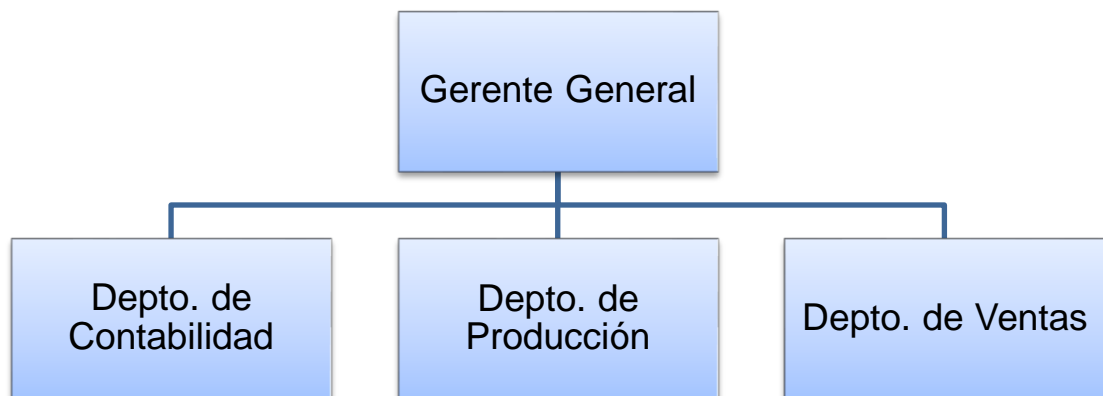 Gerente General
Depto. de
Contabilidad
Depto. de
Producción
Depto. de Ventas